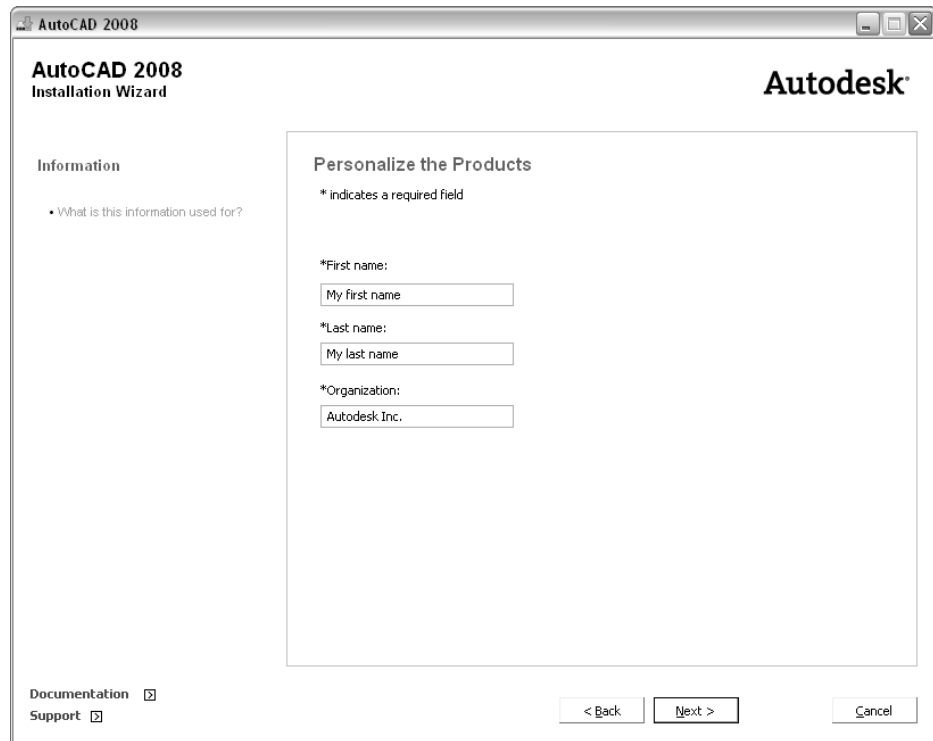 AutoCAD 2008
AutoCAD 2008
Installation Wizard
Autodesk
Information
• What is this information used for?
Personalize the Products
* indicates a required field
*First name:
My first name
*Last name:
My last name
*Organization:
Autodesk Inc.
Documentation
Support
< Back
Next >
Cancel